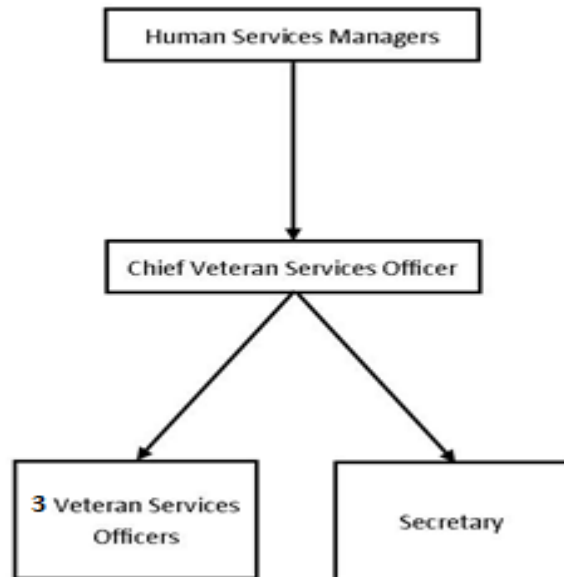 Human Services Managers
Chief Veteran Services Officer
3 Veteran Services
Officers
Secretary